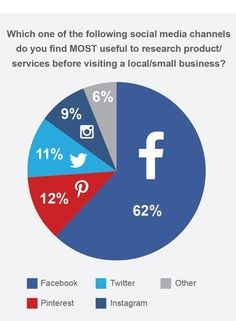 Which one of the following social media channels
do you find MOST useful to research product/
services before visiting a local/small business?
6%
9%
11%
12%
62%
Facebook Twitter Other
Pinterest Instagram